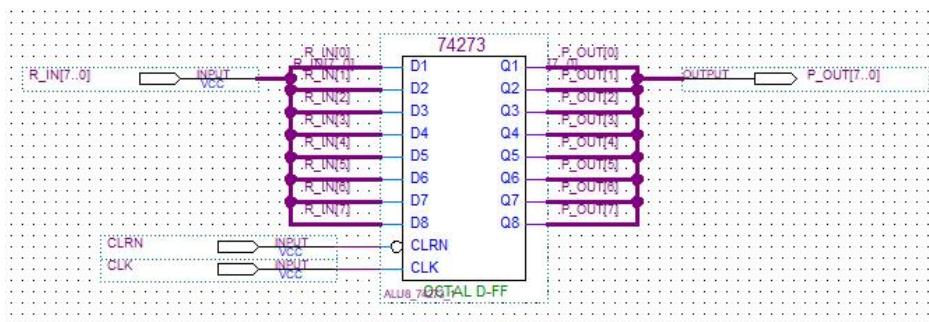 74273
R_IN[0] P_OUT[0]
R_IN[7..0] D1 Q1 7..0]
R_IN[7..0] INPUT R_IN[1] P_OUT[1] OUTPUT P_OUT[7..0]
VCC D2 Q2
R_IN[2] P_OUT[2]
D3 Q3
R_IN[3] P_OUT[3]
D4 Q4
R_IN[4] P_OUT[4]
D5 Q5
R_IN[5] P_OUT[5]
D6 Q6
R_IN[6] P_OUT[6]
D7 Q7
R_IN[7] P_OUT[7]
D8 Q8
CLRN INPUT CLRN
VCC
CLK INPUT CLK
VCC
OCTAL D-FF